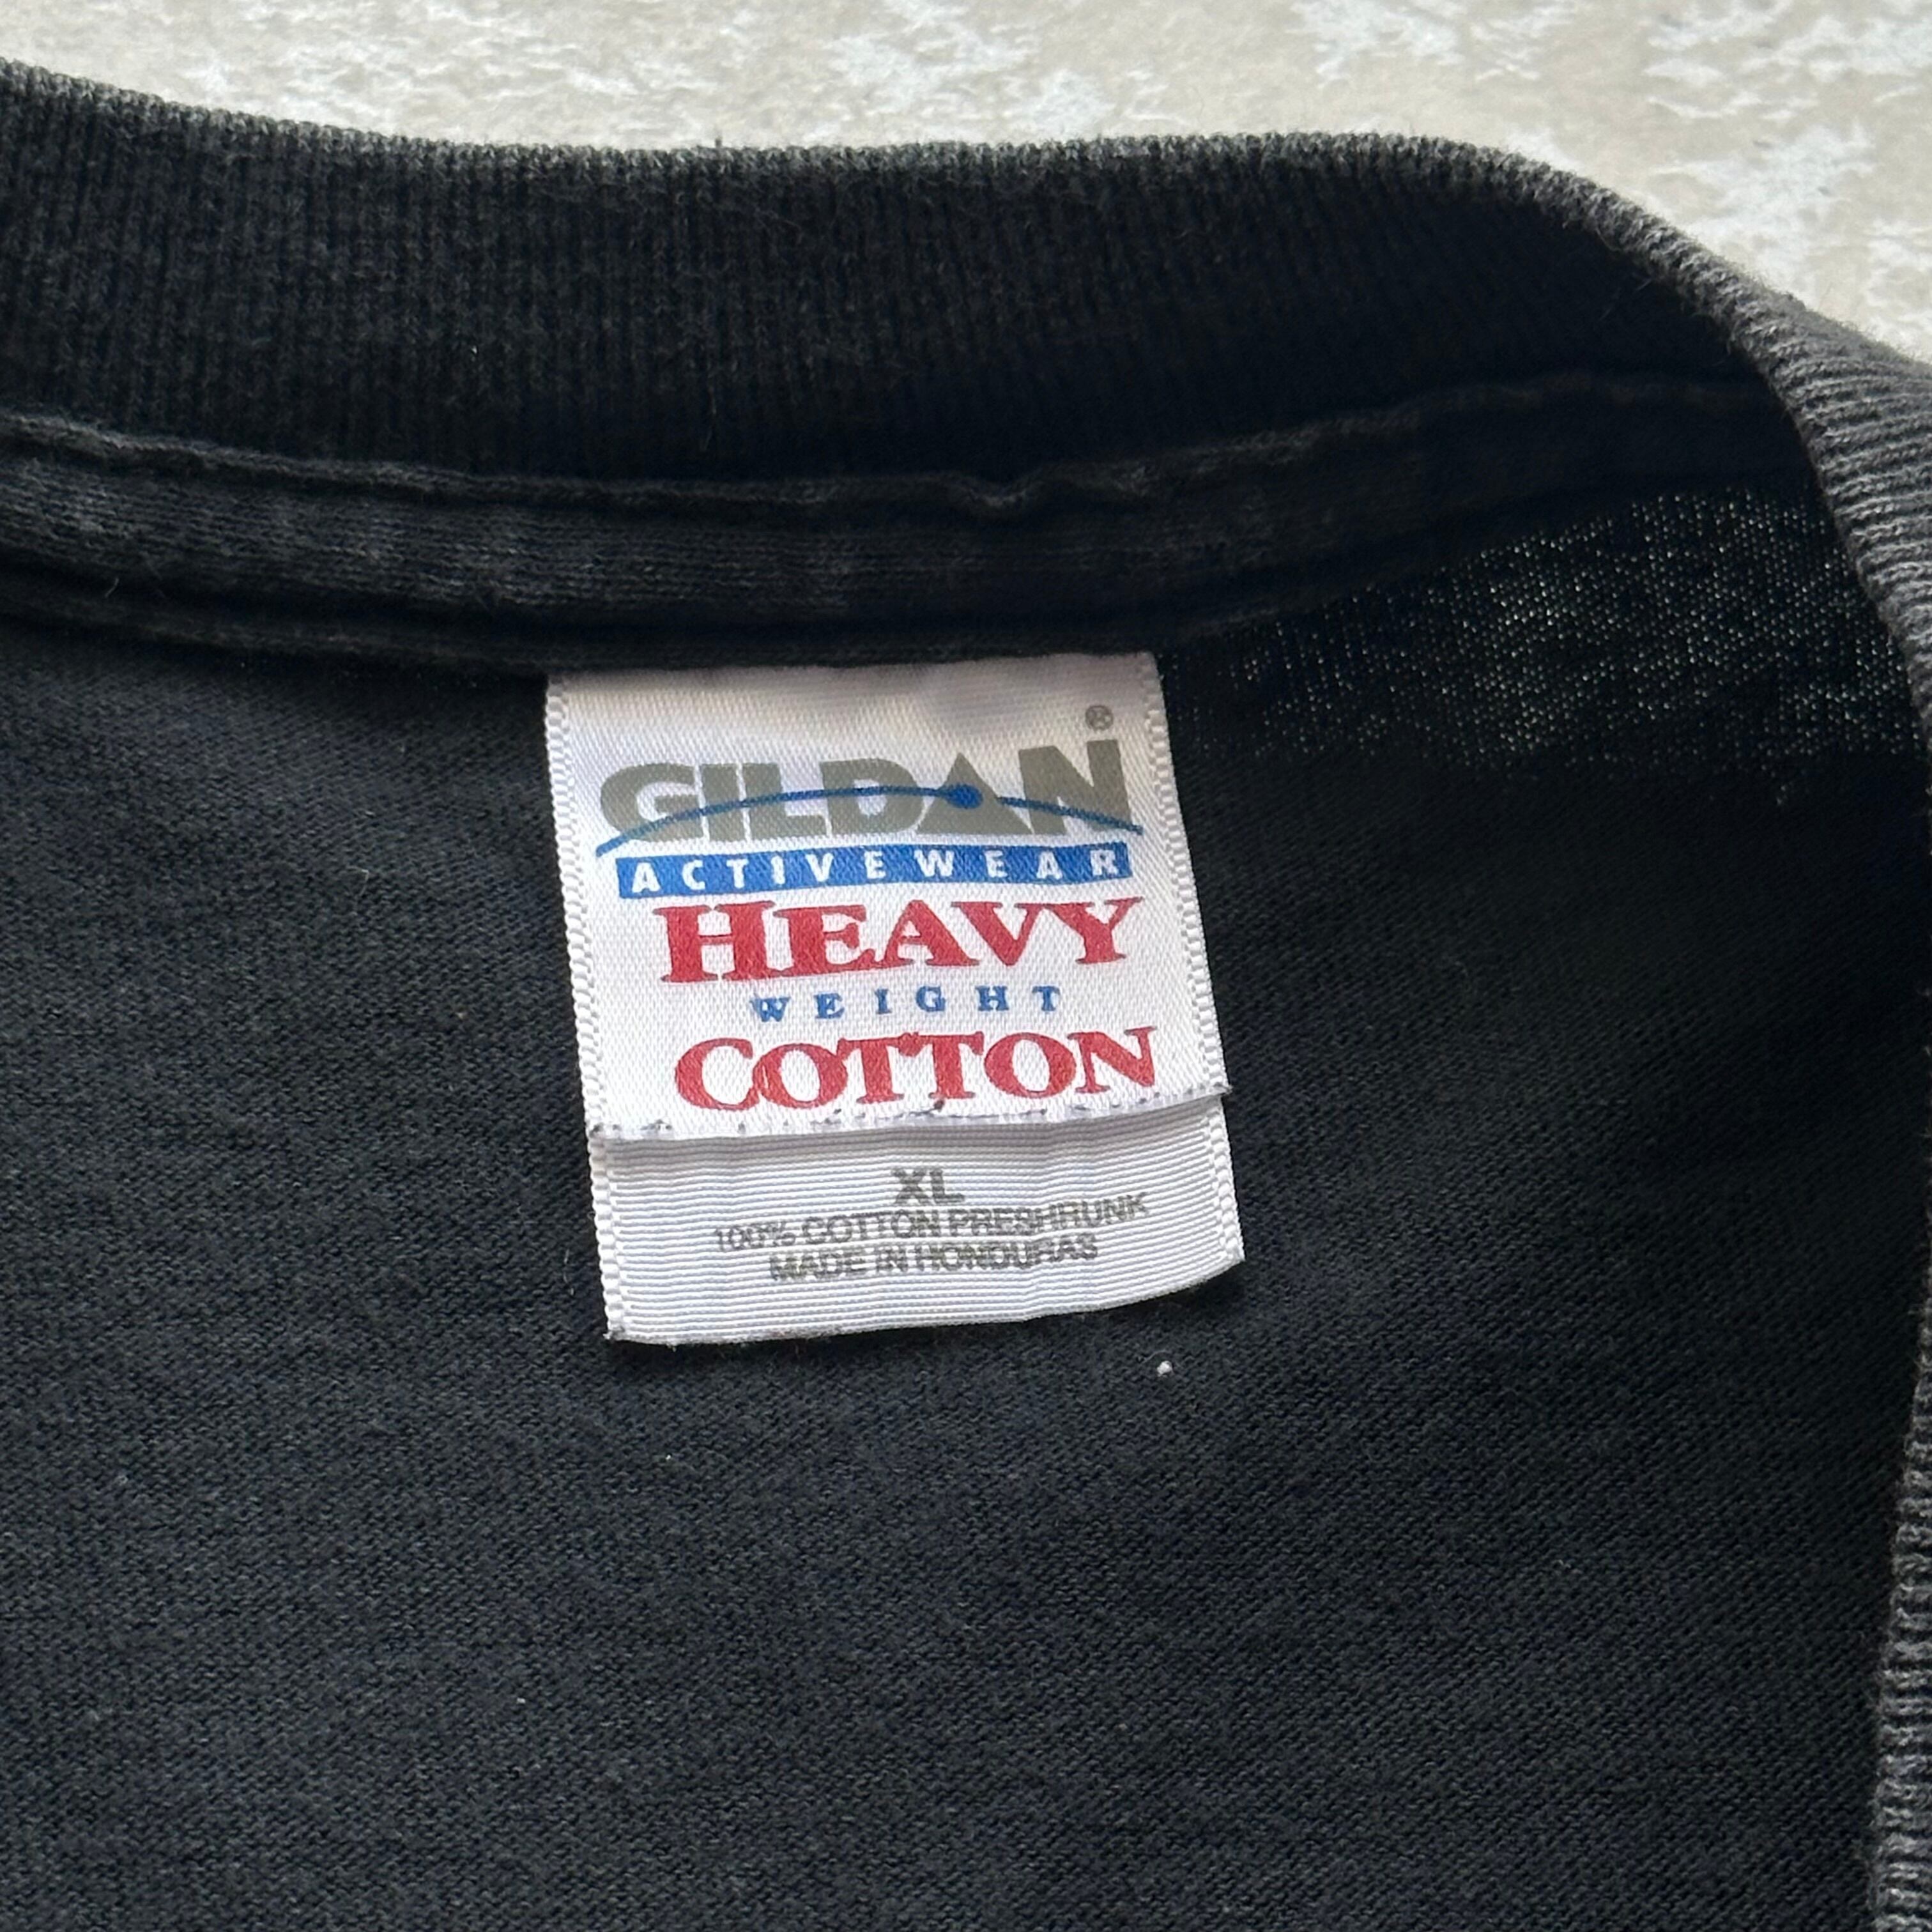 GILDAN®
ACTIVEWEAR
HEAVY
WEIGHT
COTTON
XL
100% COTTON PRESHRUNK
MADE IN HONDURAS